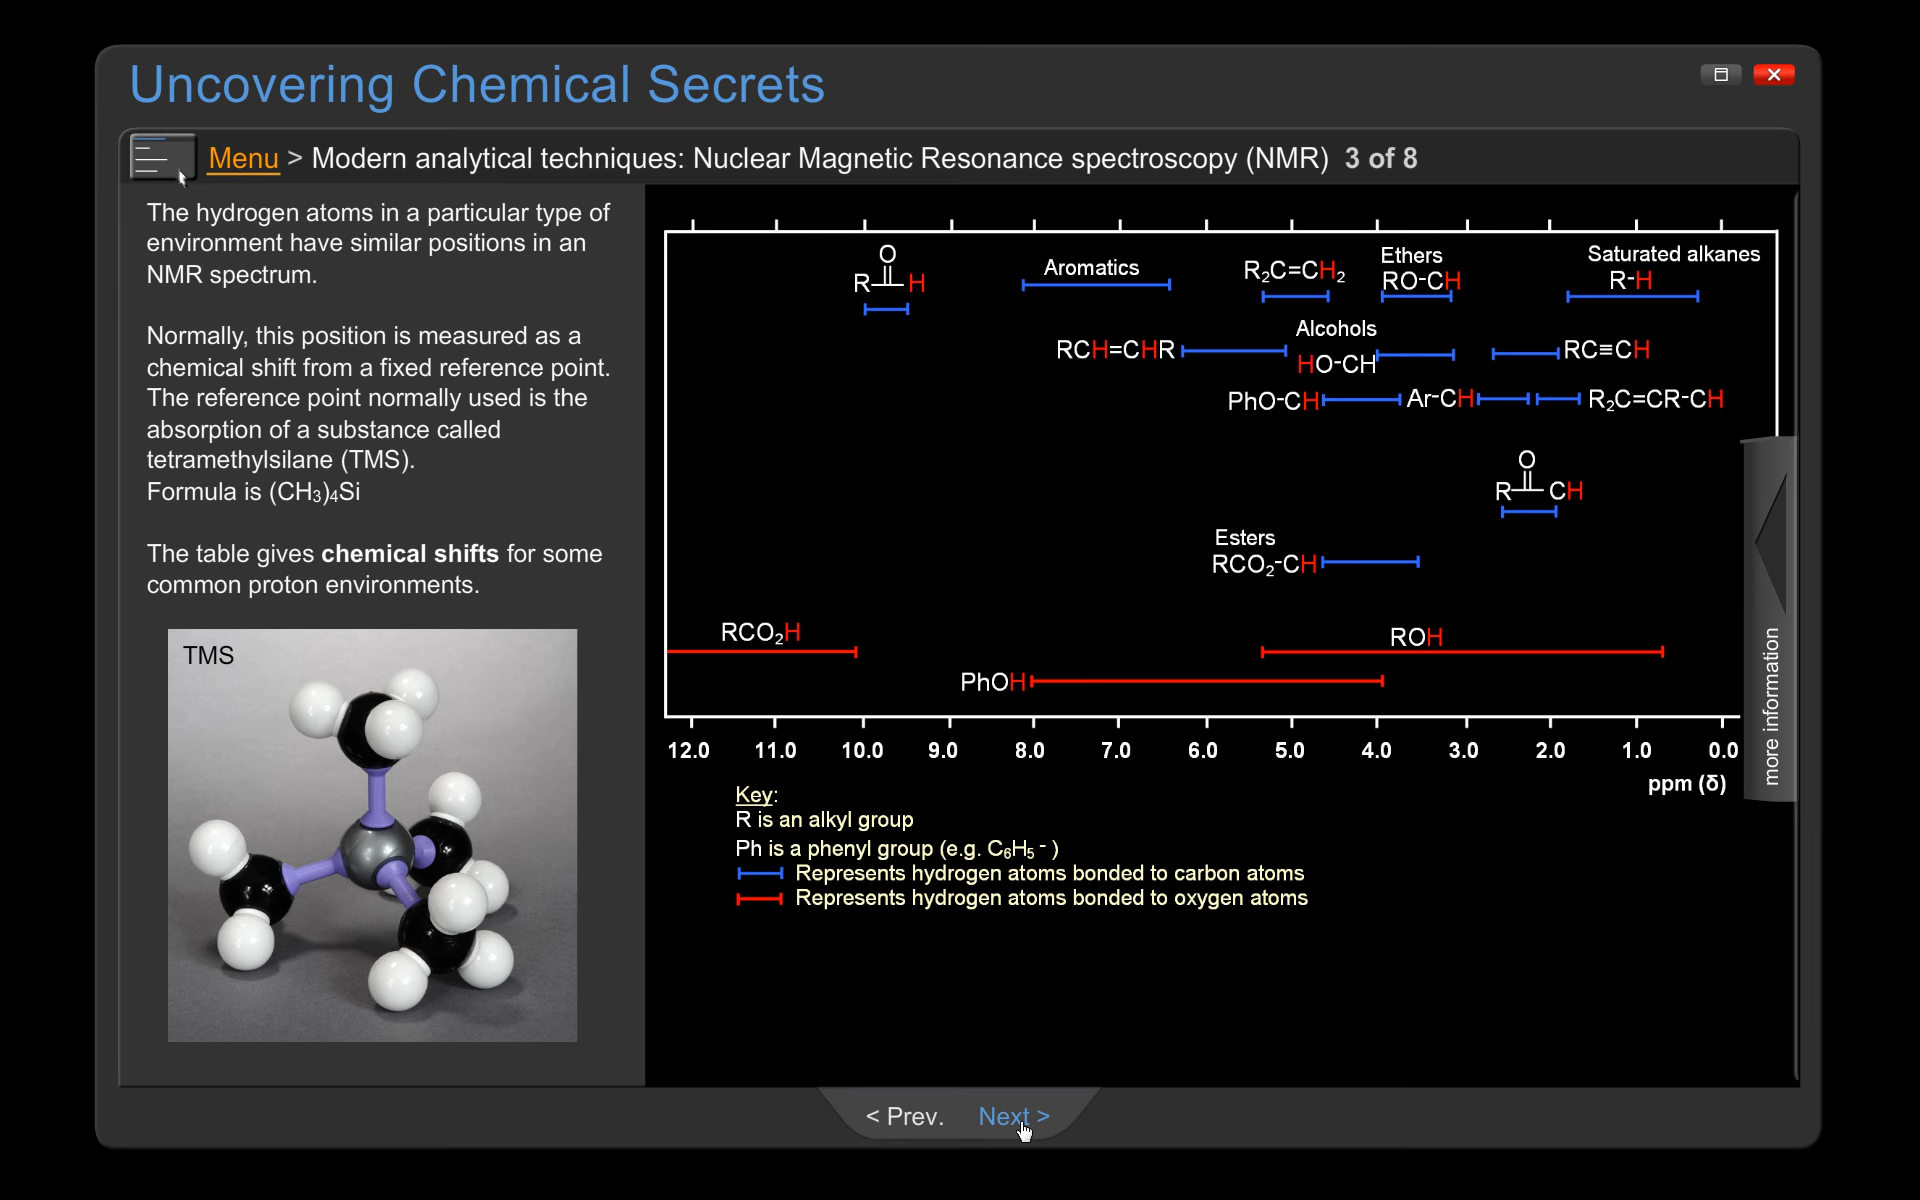 Uncovering Chemical Secrets
Menu > Modern analytical techniques: Nuclear Magnetic Resonance spectroscopy (NMR) 3 of 8
The hydrogen atoms in a particular type of
environment have similar positions in an
NMR spectrum.
Normally, this position is measured as a
chemical shift from a fixed reference point.
The reference point normally used is the
absorption of a substance called
tetramethylsilane (TMS).
Formula is (CH₃)₄Si
The table gives chemical shifts for some
common proton environments.
TMS
O
R H
Aromatics
R₂C=CH₂
Ethers
RO-CH
Saturated alkanes
R-H
RCH=CHR
Alcohols
HO-CH
RC≡CH
PhO-CH
Ar-CH
R₂C=CR-CH
O
R CH
Esters
RCO₂-CH
RCO₂H
ROH
PhOH
12.0 11.0 10.0 9.0 8.0 7.0 6.0 5.0 4.0 3.0 2.0 1.0 0.0
ppm (δ)
more information
Key:
R is an alkyl group
Ph is a phenyl group (e.g. C₆H₅ - )
Represents hydrogen atoms bonded to carbon atoms
Represents hydrogen atoms bonded to oxygen atoms
< Prev. Next >